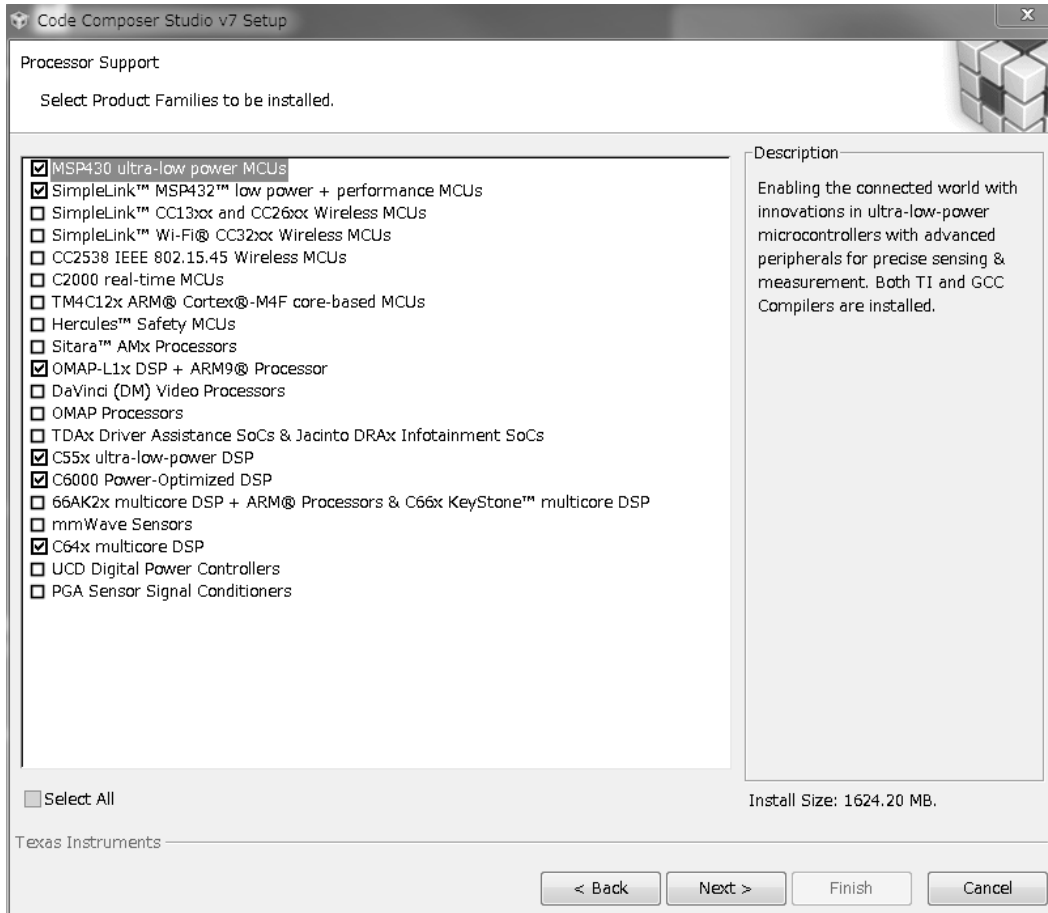 Code Composer Studio v7 Setup
x
Processor Support
Select Product Families to be installed.
MSP430 ultra-low power MCUs
SimpleLink™ MSP432™ low power + performance MCUs
SimpleLink™ CC13xx and CC26xx Wireless MCUs
SimpleLink™ Wi-Fi® CC32xx Wireless MCUs
CC2538 IEEE 802.15.45 Wireless MCUs
C2000 real-time MCUs
TM4C12x ARM® Cortex®-M4F core-based MCUs
Hercules™ Safety MCUs
Sitara™ AMx Processors
OMAP-L1x DSP + ARM9® Processor
DaVinci (DM) Video Processors
OMAP Processors
TDAx Driver Assistance SoCs & Jacinto DRAx Infotainment SoCs
C55x ultra-low-power DSP
C6000 Power-Optimized DSP
66AK2x multicore DSP + ARM® Processors & C66x KeyStone™ multicore DSP
mmWave Sensors
C64x multicore DSP
UCD Digital Power Controllers
PGA Sensor Signal Conditioners
Description
Enabling the connected world with
innovations in ultra-low-power
microcontrollers with advanced
peripherals for precise sensing &
measurement. Both TI and GCC
Compilers are installed.
Select All
Install Size: 1624.20 MB.
Texas Instruments
< Back
Next >
Finish
Cancel